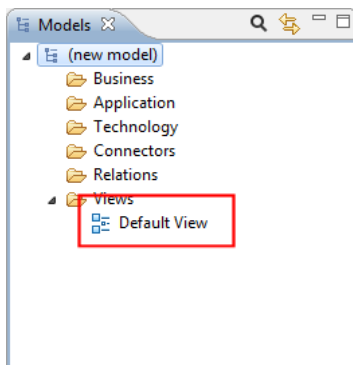 Models
(new model)
Business
Application
Technology
Connectors
Relations
Views
Default View